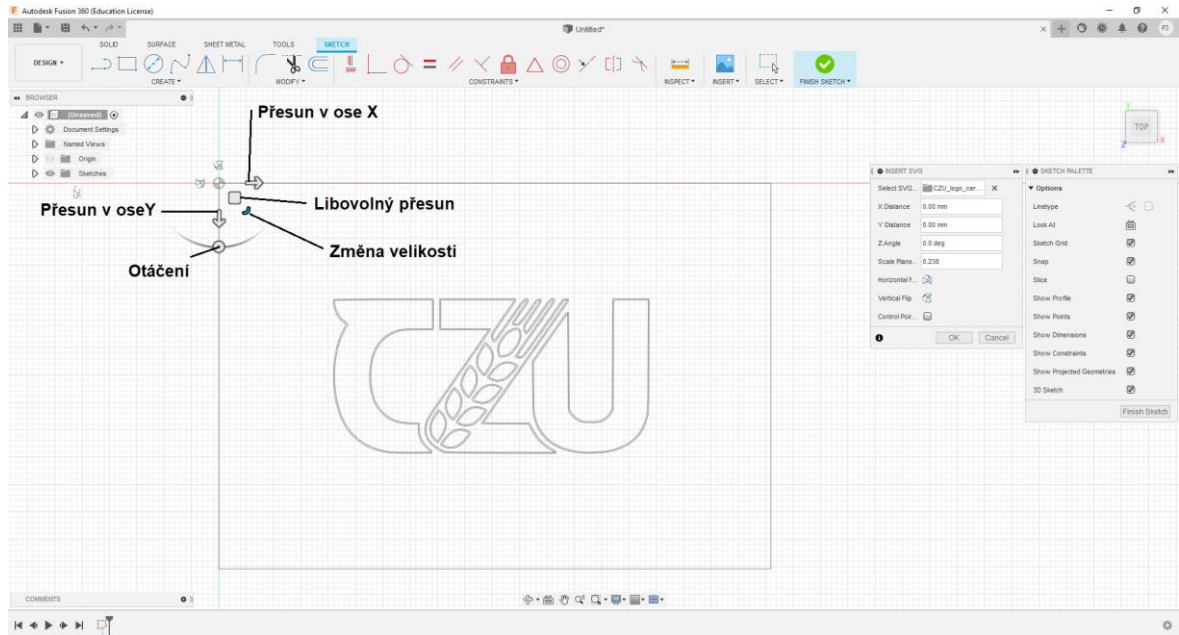 Autodesk Fusion 360 (Education License)
Untitled*
PJ
SOLID SURFACE SHEET METAL TOOLS SKETCH
DESIGN
CREATE MODIFY CONSTRAINTS INSPECT INSERT SELECT FINISH SKETCH
BROWSER
(Unsaved)
Document Settings
Named Views
Origin
Sketches
Přesun v ose X
Přesun v oseY
Libovolný přesun
Změna velikosti
Otáčení
CZU
Y
TOP
Z
X
INSERT SVG
Select SVG... CZU_logo_cer...
X Distance 0.00 mm
Y Distance 0.00 mm
Z Angle 0.0 deg
Scale Plane... 0.238
Horizontal F...
Vertical Flip
Control Poin...
OK Cancel
SKETCH PALETTE
Options
Linetype
Look At
Sketch Grid
Snap
Slice
Show Profile
Show Points
Show Dimensions
Show Constraints
Show Projected Geometries
3D Sketch
Finish Sketch
COMMENTS